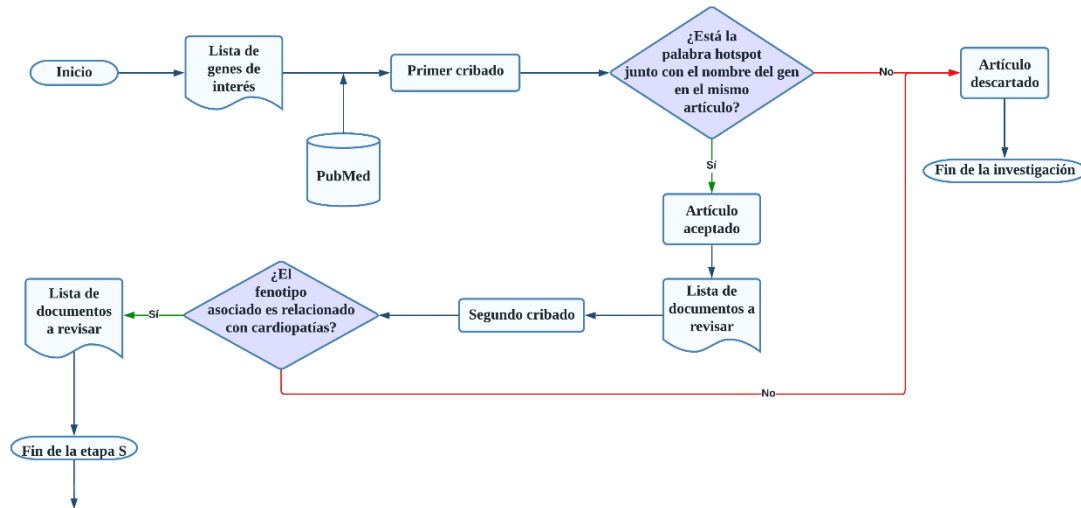 Inicio
Lista de
genes de
interés
PubMed
Primer cribado
¿Está la
palabra hotspot
junto con el nombre del gen
en el mismo
artículo?
No
Artículo
descartado
Fin de la investigación
Sí
Artículo
aceptado
Lista de
documentos a
revisar
Segundo cribado
¿El
fenotipo
asociado es relacionado
con cardiopatías?
No
Sí
Lista de
documentos
a revisar
Fin de la etapa S